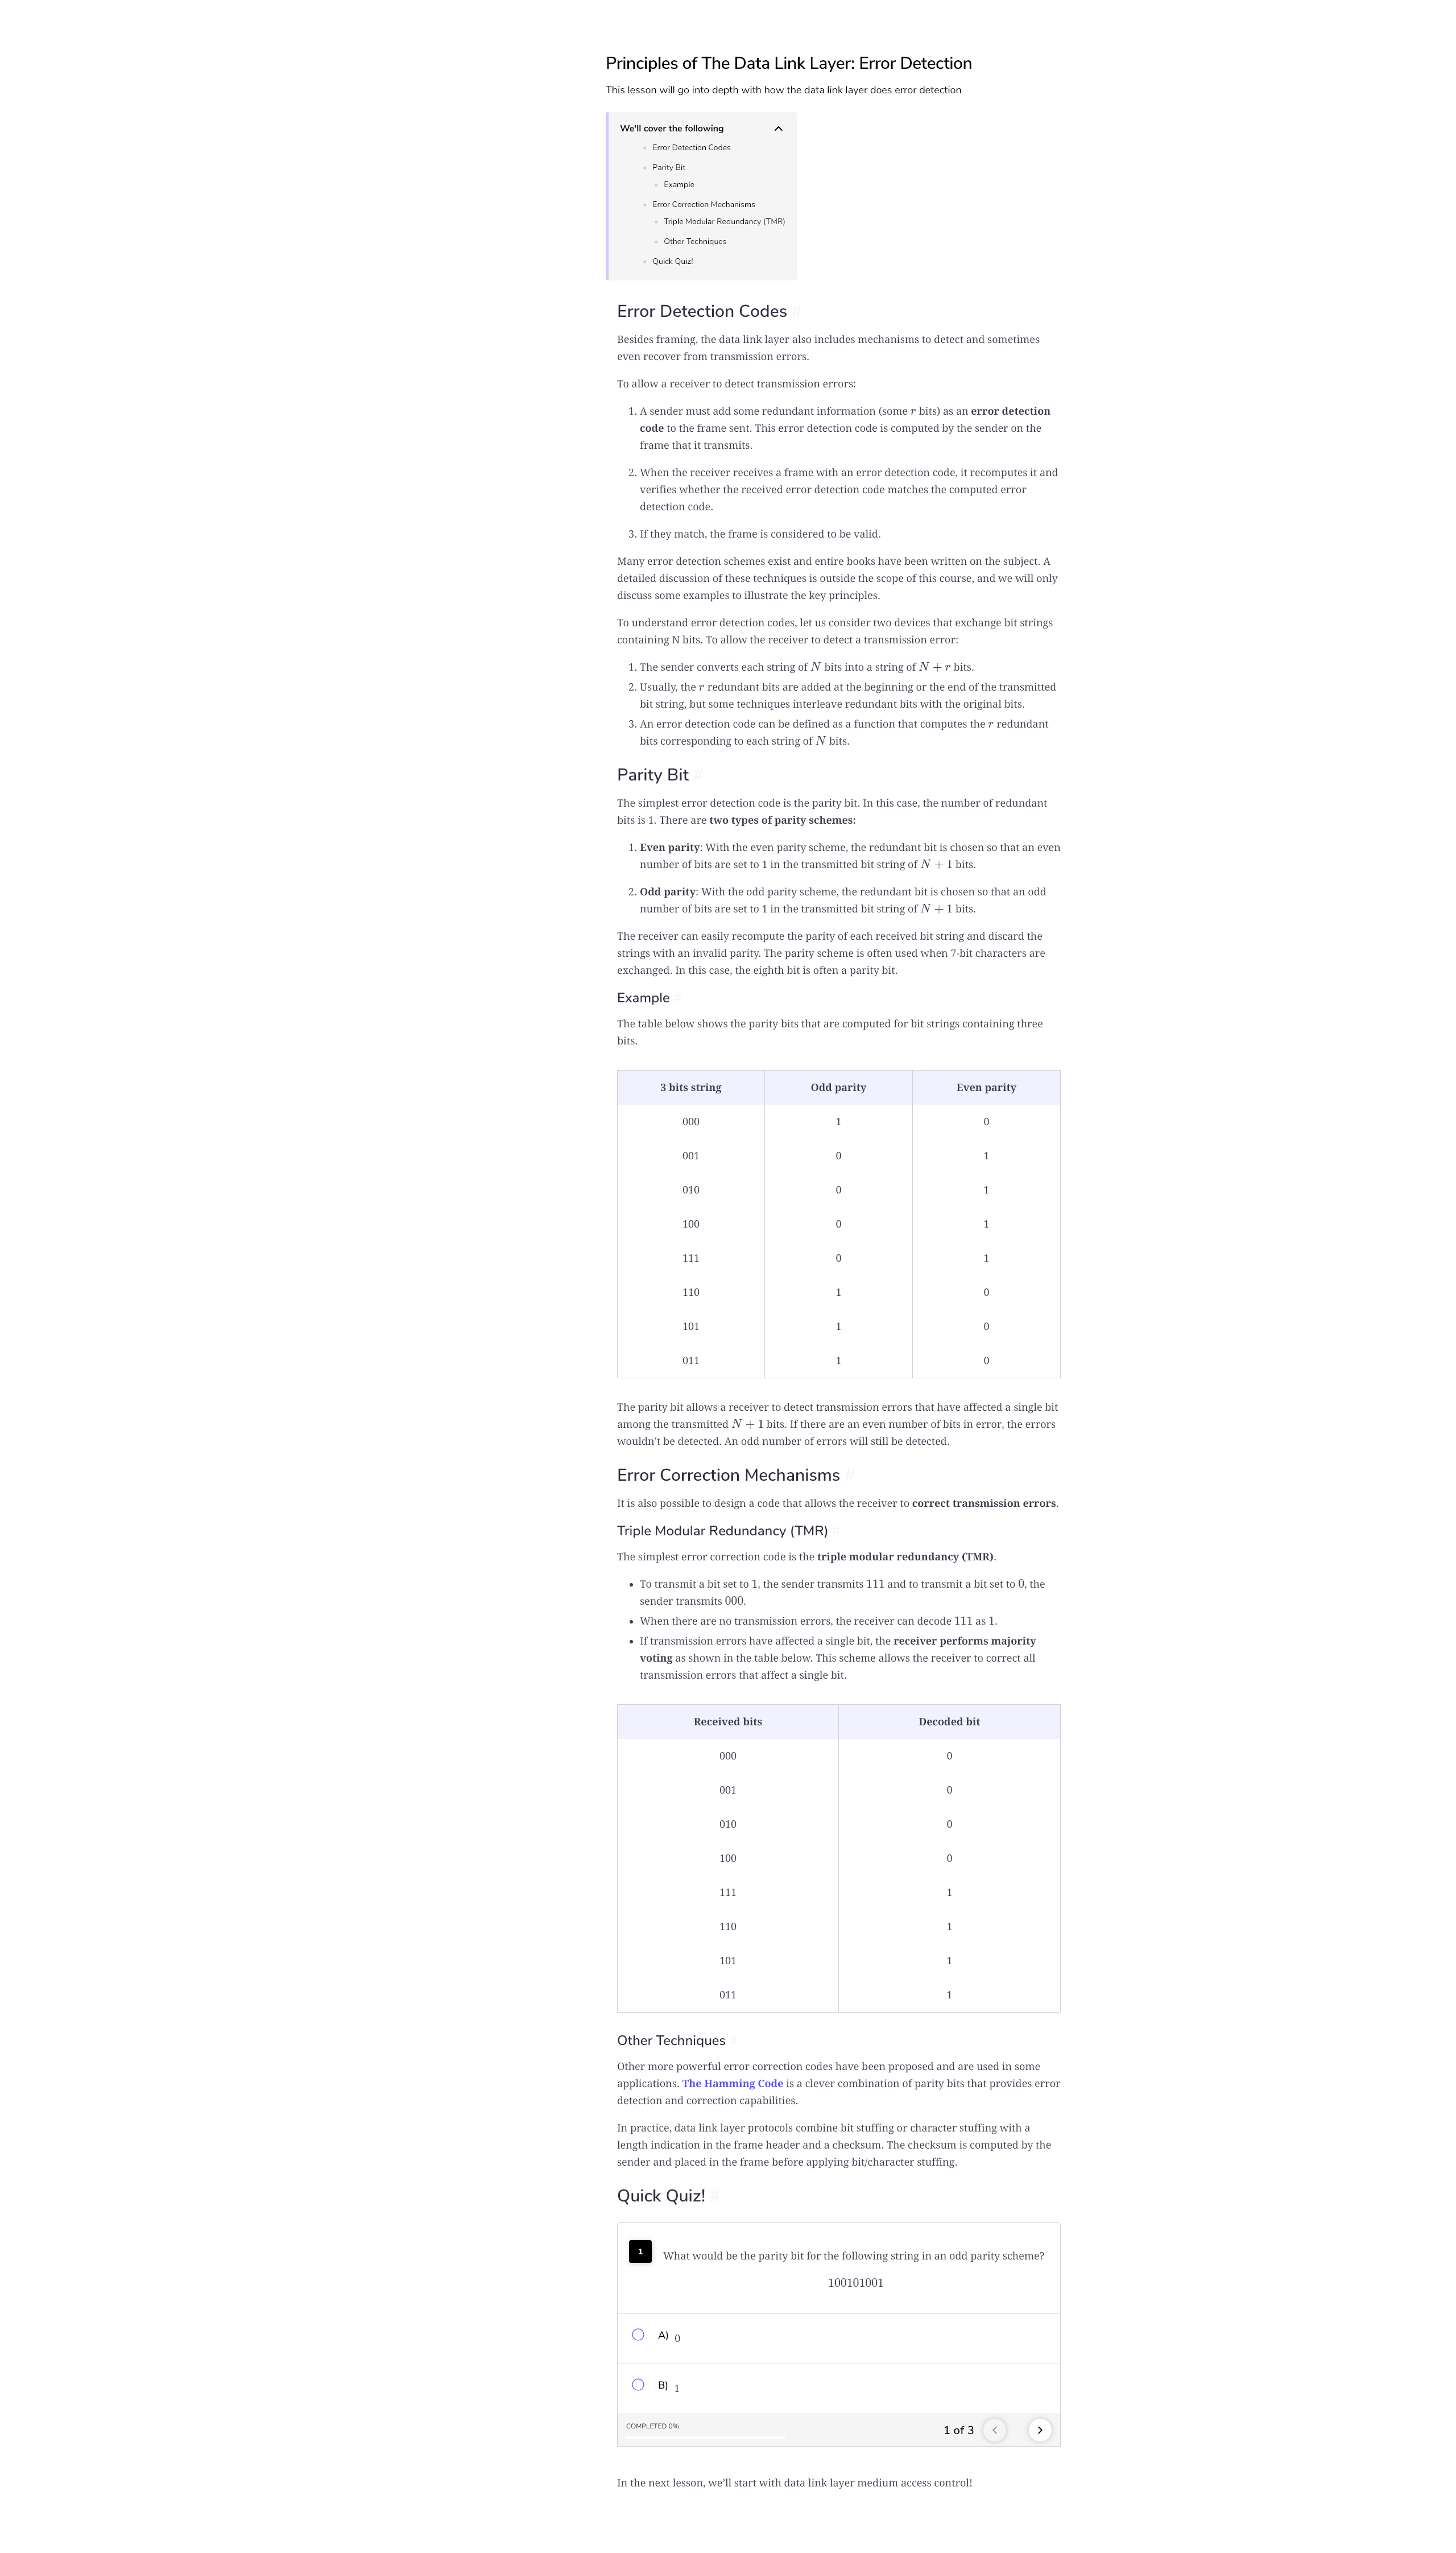 Principles of The Data Link Layer: Error Detection
This lesson will go into depth with how the data link layer does error detection
We'll cover the following
Error Detection Codes
Parity Bit
Example
Error Correction Mechanisms
Triple Modular Redundancy (TMR)
Other Techniques
Quick Quiz!
Error Detection Codes #
Besides framing, the data link layer also includes mechanisms to detect and sometimes
even recover from transmission errors.
To allow a receiver to detect transmission errors:
1. A sender must add some redundant information (some r bits) as an error detection
code to the frame sent. This error detection code is computed by the sender on the
frame that it transmits.
2. When the receiver receives a frame with an error detection code, it recomputes it and
verifies whether the received error detection code matches the computed error
detection code.
3. If they match, the frame is considered to be valid.
Many error detection schemes exist and entire books have been written on the subject. A
detailed discussion of these techniques is outside the scope of this course, and we will only
discuss some examples to illustrate the key principles.
To understand error detection codes, let us consider two devices that exchange bit strings
containing N bits. To allow the receiver to detect a transmission error:
1. The sender converts each string of N bits into a string of N + r bits.
2. Usually, the r redundant bits are added at the beginning or the end of the transmitted
bit string, but some techniques interleave redundant bits with the original bits.
3. An error detection code can be defined as a function that computes the r redundant
bits corresponding to each string of N bits.
Parity Bit #
The simplest error detection code is the parity bit. In this case, the number of redundant
bits is 1. There are two types of parity schemes:
1. Even parity: With the even parity scheme, the redundant bit is chosen so that an even
number of bits are set to 1 in the transmitted bit string of N + 1 bits.
2. Odd parity: With the odd parity scheme, the redundant bit is chosen so that an odd
number of bits are set to 1 in the transmitted bit string of N + 1 bits.
The receiver can easily recompute the parity of each received bit string and discard the
strings with an invalid parity. The parity scheme is often used when 7-bit characters are
exchanged. In this case, the eighth bit is often a parity bit.
Example #
The table below shows the parity bits that are computed for bit strings containing three
bits.
3 bits string Odd parity Even parity
000 1 0
001 0 1
010 0 1
100 0 1
111 0 1
110 1 0
101 1 0
011 1 0
The parity bit allows a receiver to detect transmission errors that have affected a single bit
among the transmitted N + 1 bits. If there are an even number of bits in error, the errors
wouldn't be detected. An odd number of errors will still be detected.
Error Correction Mechanisms #
It is also possible to design a code that allows the receiver to correct transmission errors.
Triple Modular Redundancy (TMR) #
The simplest error correction code is the triple modular redundancy (TMR).
• To transmit a bit set to 1, the sender transmits 111 and to transmit a bit set to 0, the
sender transmits 000.
• When there are no transmission errors, the receiver can decode 111 as 1.
• If transmission errors have affected a single bit, the receiver performs majority
voting as shown in the table below. This scheme allows the receiver to correct all
transmission errors that affect a single bit.
Received bits Decoded bit
000 0
001 0
010 0
100 0
111 1
110 1
101 1
011 1
Other Techniques #
Other more powerful error correction codes have been proposed and are used in some
applications. The Hamming Code is a clever combination of parity bits that provides error
detection and correction capabilities.
In practice, data link layer protocols combine bit stuffing or character stuffing with a
length indication in the frame header and a checksum. The checksum is computed by the
sender and placed in the frame before applying bit/character stuffing.
Quick Quiz! #
1 What would be the parity bit for the following string in an odd parity scheme?
100101001
A) 0
B) 1
COMPLETED 0%
1 of 3
In the next lesson, we'll start with data link layer medium access control!